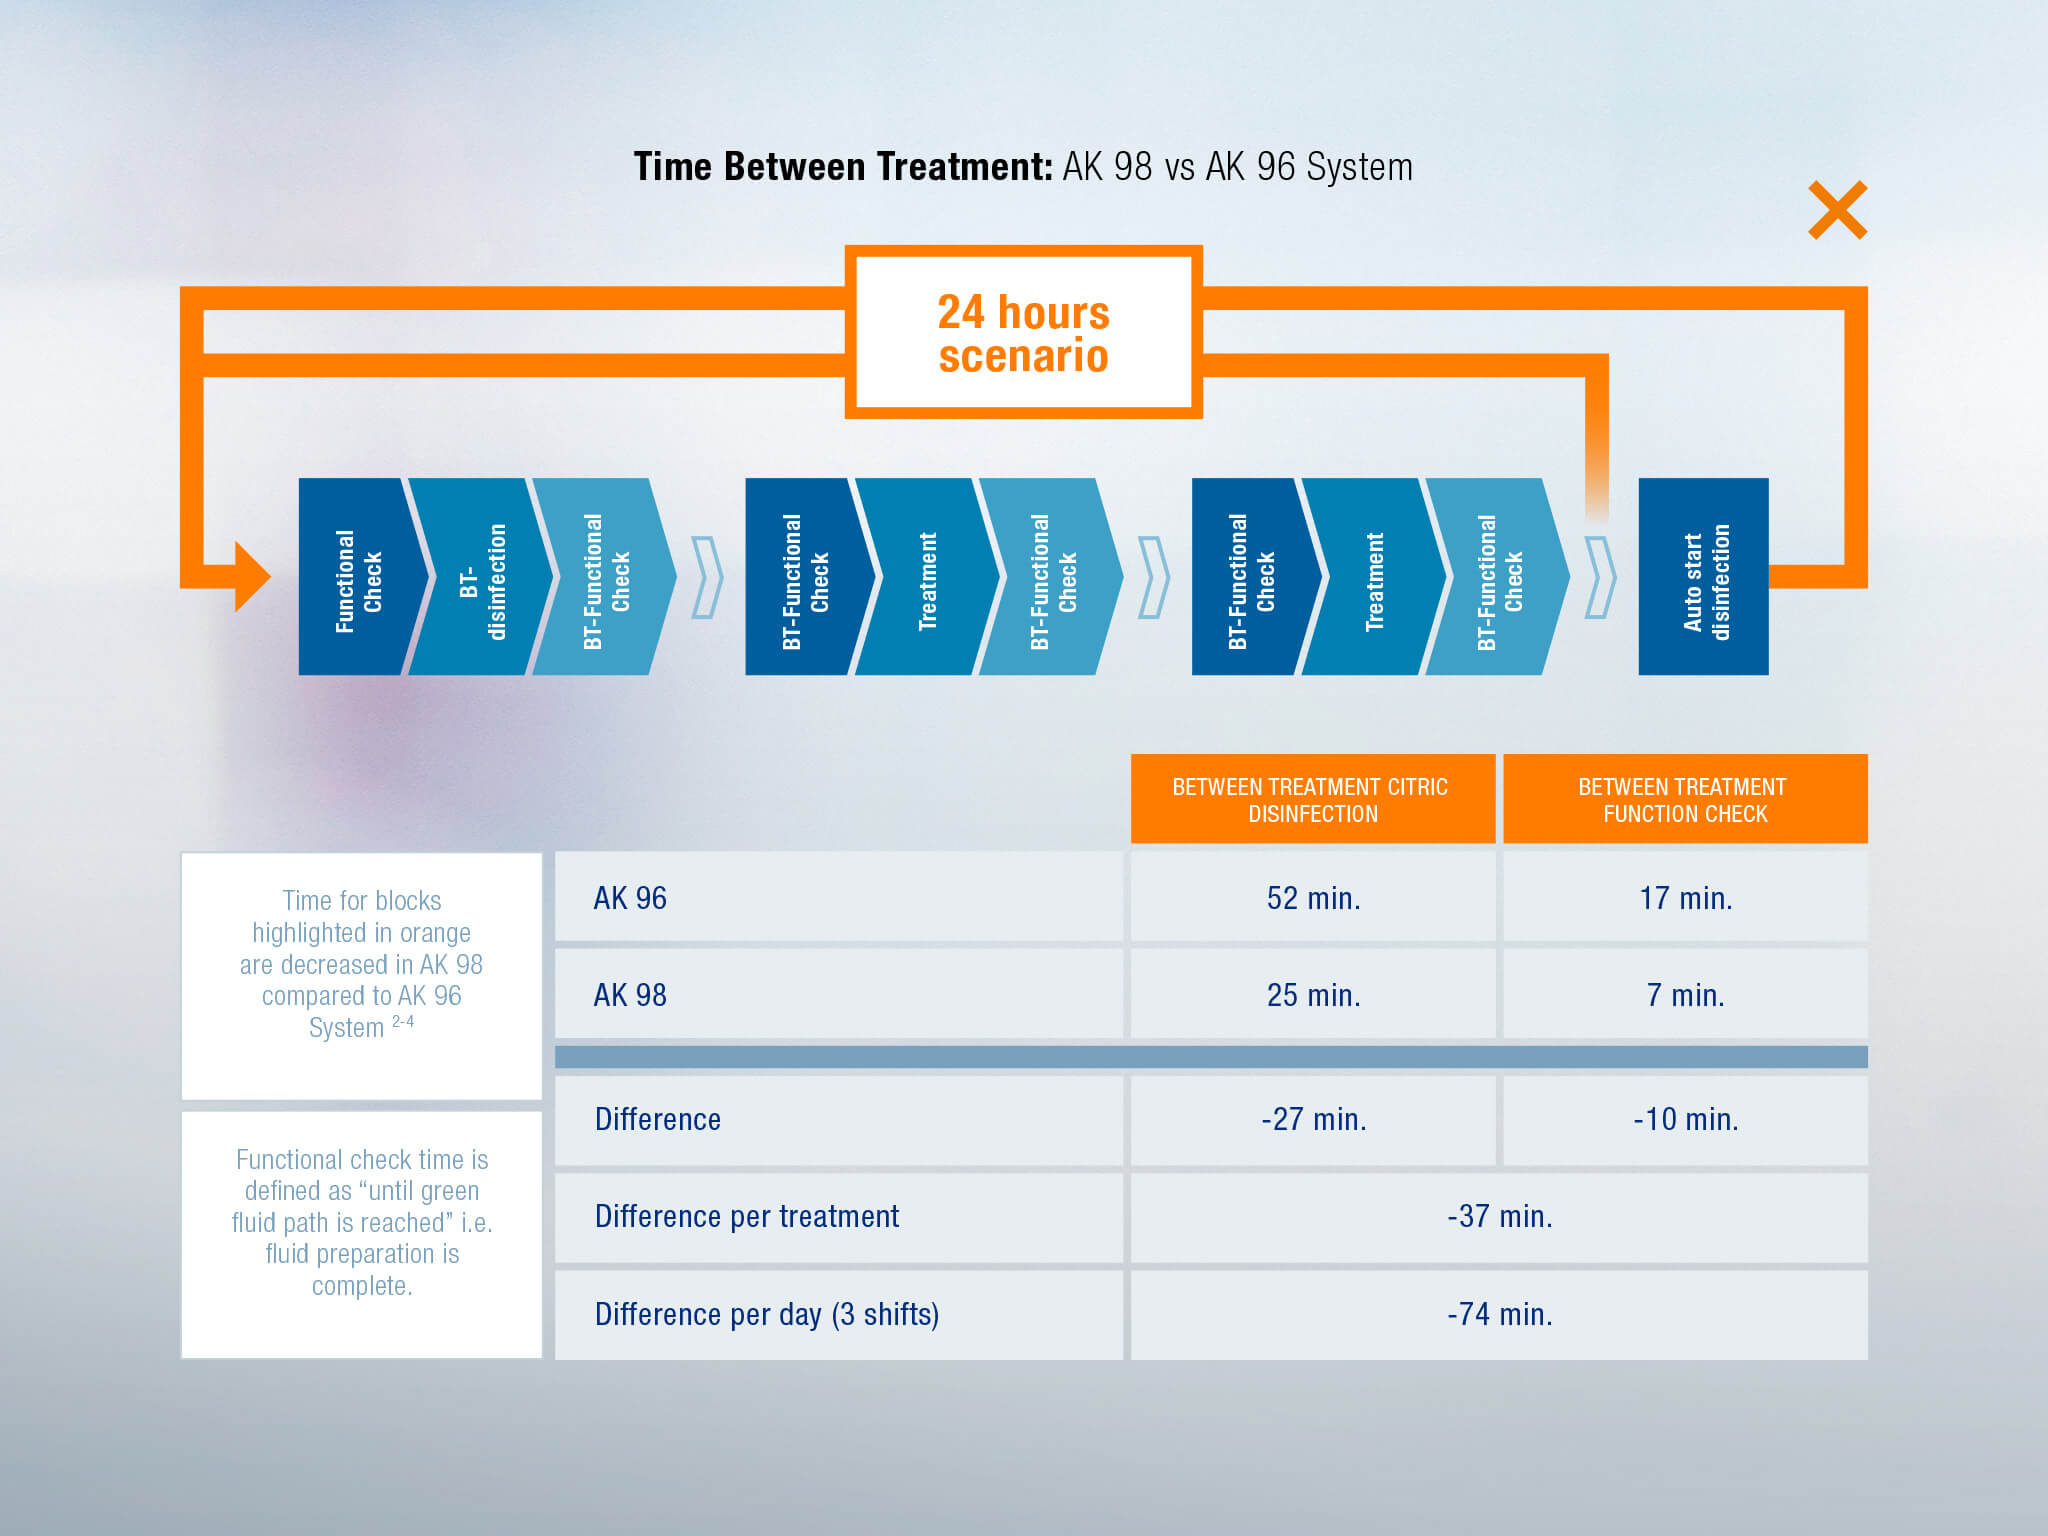 Time Between Treatment: AK 98 vs AK 96 System
24 hours
scenario
Functional
Check
BT-
disinfection
BT-Functional
Check
BT-Functional
Check
Treatment
BT-Functional
Check
BT-Functional
Check
Treatment
BT-Functional
Check
Auto start
disinfection
BETWEEN TREATMENT CITRIC
DISINFECTION
BETWEEN TREATMENT
FUNCTION CHECK
Time for blocks
highlighted in orange
are decreased in AK 98
compared to AK 96
System 2-4
Functional check time is
defined as “until green
fluid path is reached” i.e.
fluid preparation is
complete.
AK 96 52 min. 17 min.
AK 98 25 min. 7 min.
Difference -27 min. -10 min.
Difference per treatment -37 min.
Difference per day (3 shifts) -74 min.